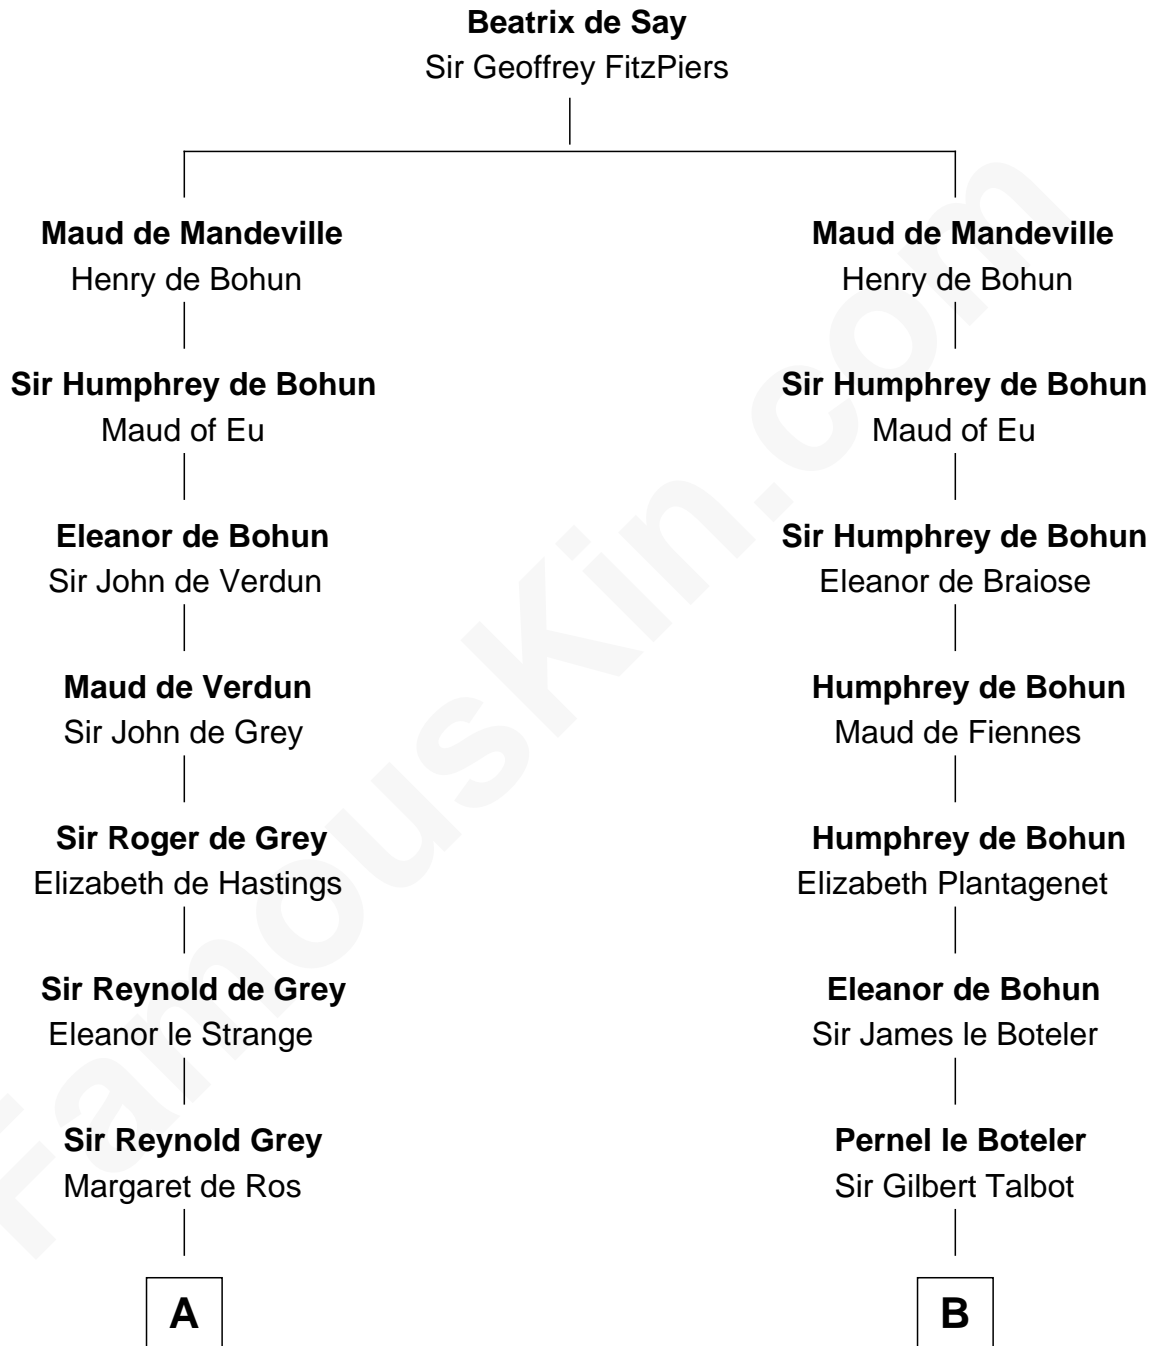 Beatrix de Say
Sir Geoffrey FitzPiers
Maud de Mandeville
Henry de Bohun
Sir Humphrey de Bohun
Maud of Eu
Eleanor de Bohun
Sir John de Verdun
Maud de Verdun
Sir John de Grey
Sir Roger de Grey
Elizabeth de Hastings
Sir Reynold de Grey
Eleanor le Strange
Sir Reynold Grey
Margaret de Ros
A
Maud de Mandeville
Henry de Bohun
Sir Humphrey de Bohun
Maud of Eu
Sir Humphrey de Bohun
Eleanor de Braiose
Humphrey de Bohun
Maud de Fiennes
Humphrey de Bohun
Elizabeth Plantagenet
Eleanor de Bohun
Sir James le Boteler
Pernel le Boteler
Sir Gilbert Talbot
B
FamousKin.com